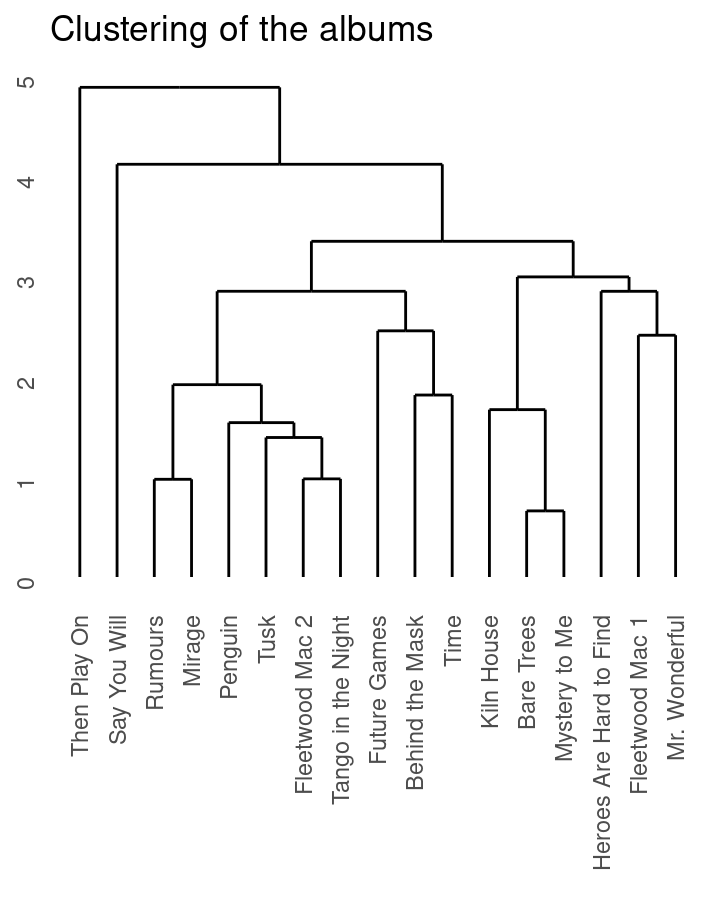 Clustering of the albums
5
4
3
2
1
0
Then Play On
Say You Will
Rumours
Mirage
Penguin
Tusk
Fleetwood Mac 2
Tango in the Night
Future Games
Behind the Mask
Time
Kiln House
Bare Trees
Mystery to Me
Heroes Are Hard to Find
Fleetwood Mac 1
Mr. Wonderful